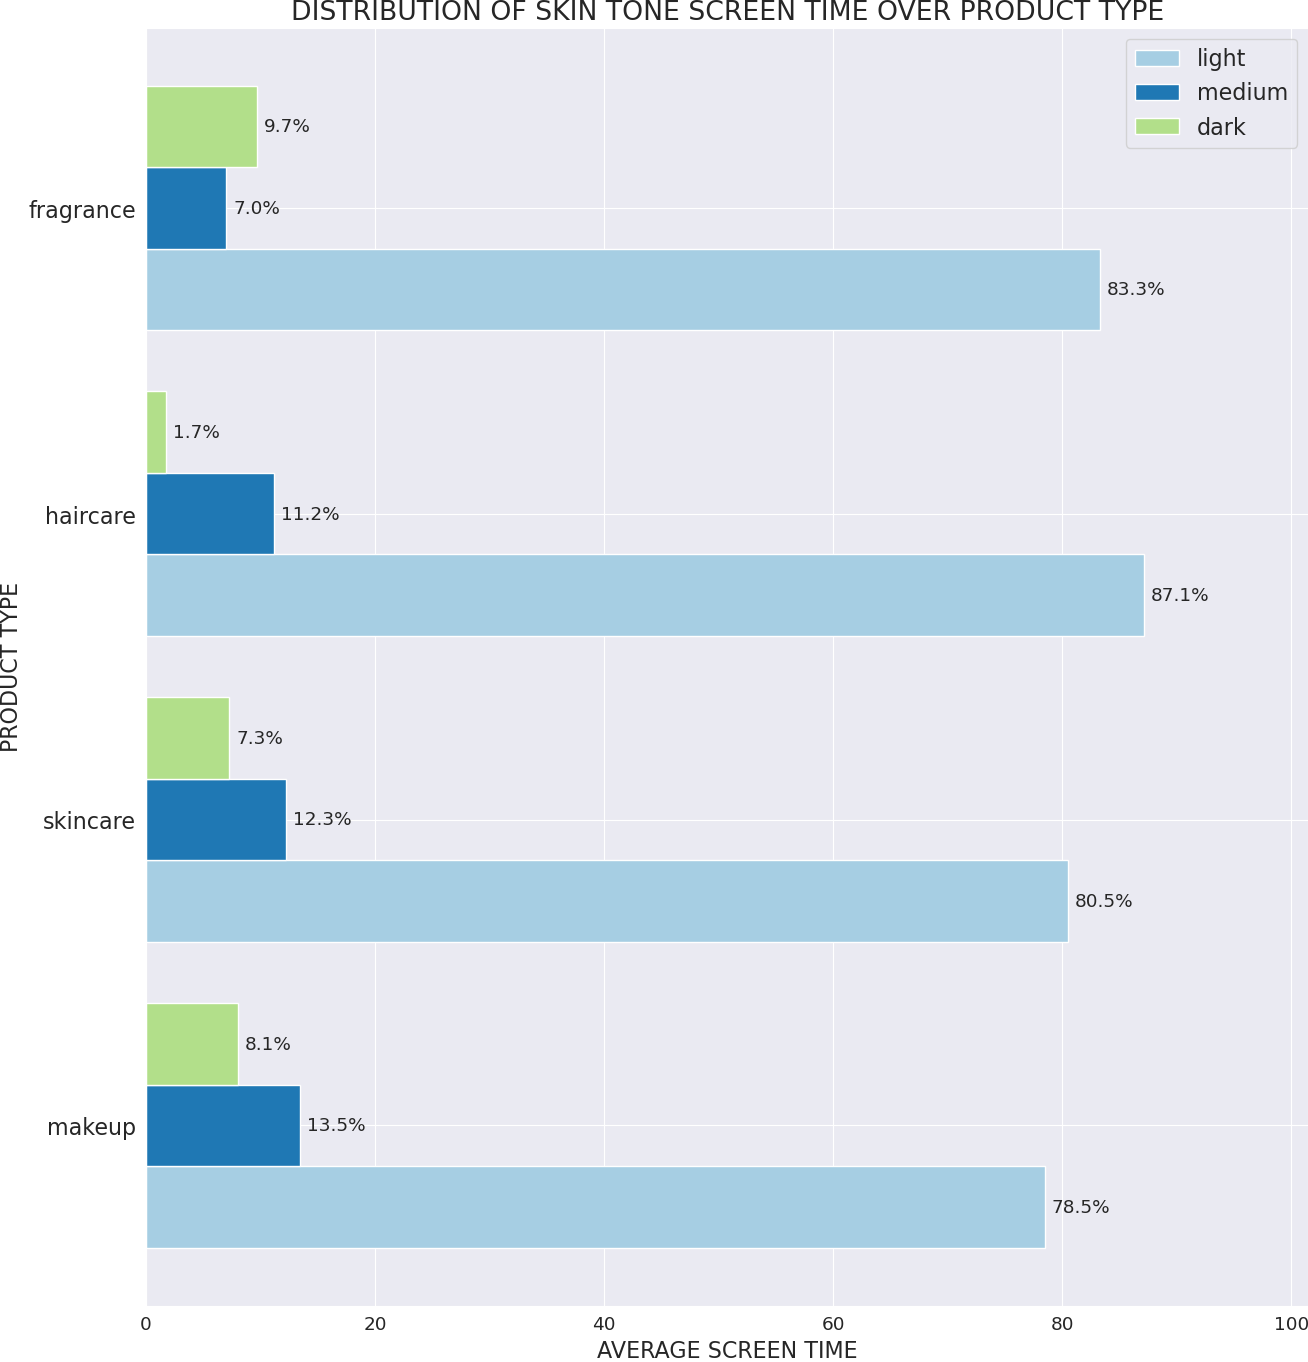 DISTRIBUTION OF SKIN TONE SCREEN TIME OVER PRODUCT TYPE
light
medium
dark
9.7%
fragrance
7.0%
83.3%
1.7%
haircare
11.2%
87.1%
PRODUCT TYPE
7.3%
skincare
12.3%
80.5%
8.1%
makeup
13.5%
78.5%
0 20 40 60 80 100
AVERAGE SCREEN TIME